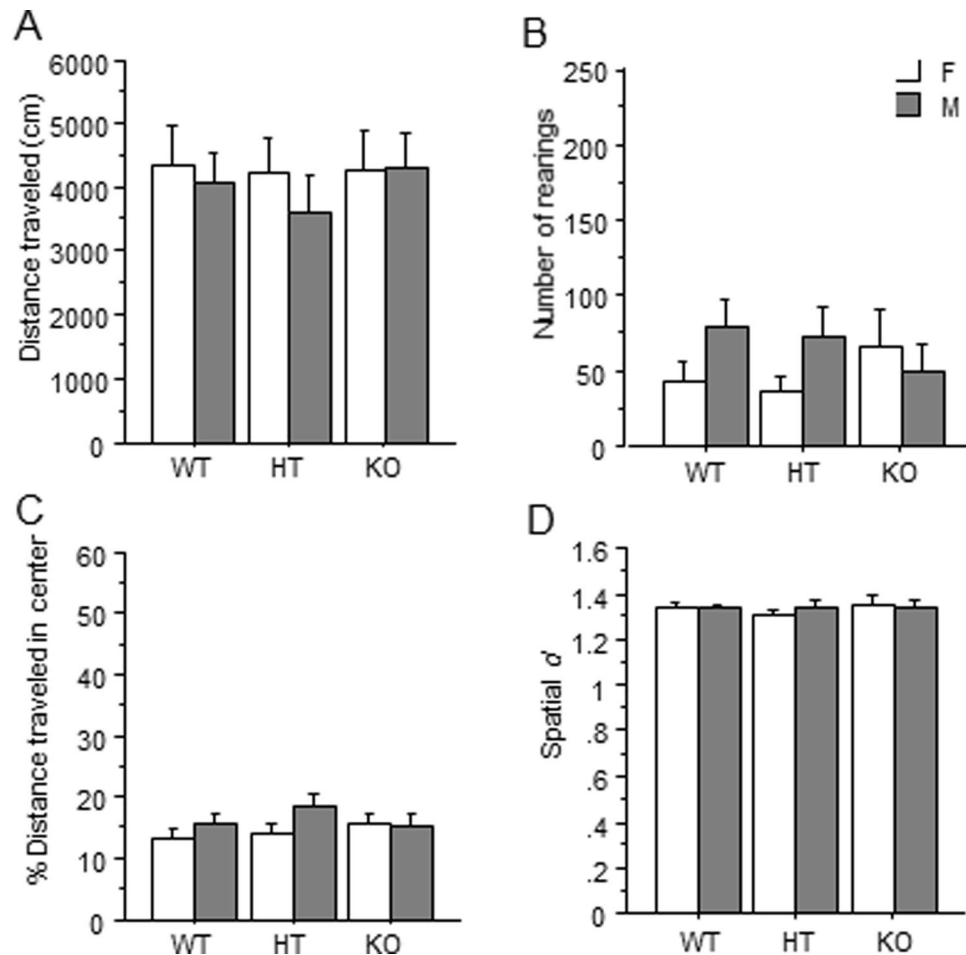 A
Distance traveled (cm)
6000
5000
4000
3000
2000
1000
0
WT HT KO
B
Number of rearings
250
200
150
100
50
0
F
M
WT HT KO
C
% Distance traveled in center
60
50
40
30
20
10
0
WT HT KO
D
Spatial d'
1.6
1.4
1.2
1
.8
.6
.4
.2
0
WT HT KO